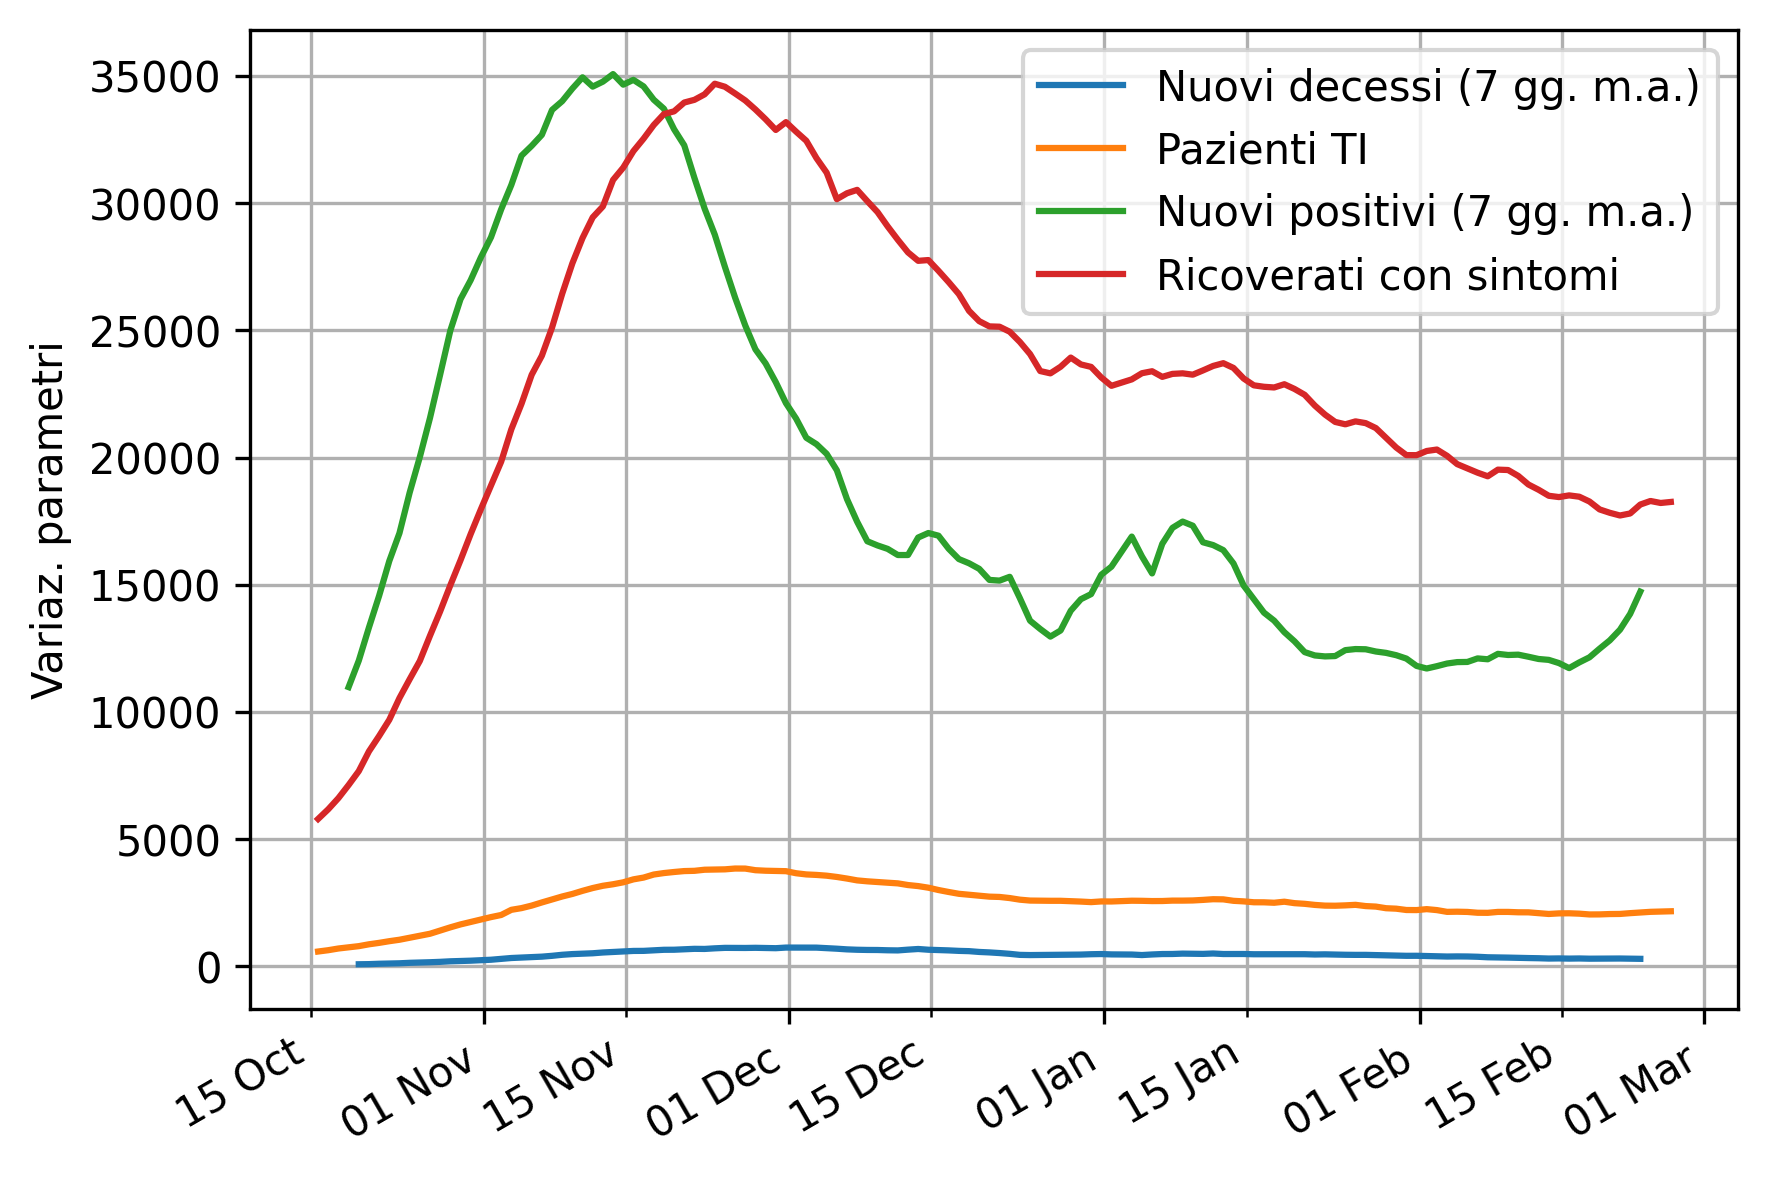 Variaz. parametri
35000
30000
25000
20000
15000
10000
5000
0
Nuovi decessi (7 gg. m.a.)
Pazienti TI
Nuovi positivi (7 gg. m.a.)
Ricoverati con sintomi
15 Oct
01 Nov
15 Nov
01 Dec
15 Dec
01 Jan
15 Jan
01 Feb
15 Feb
01 Mar